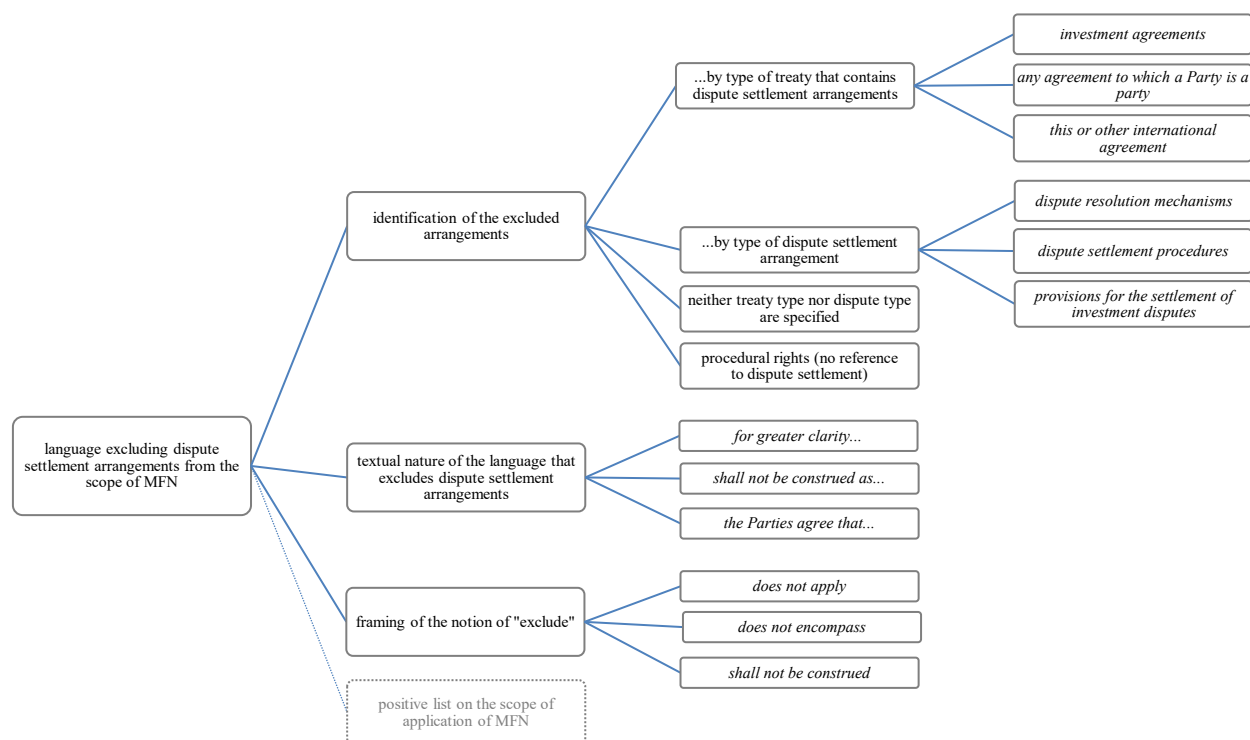 language excluding dispute
settlement arrangements from the
scope of MFN
identification of the excluded
arrangements
...by type of treaty that contains
dispute settlement arrangements
investment agreements
any agreement to which a Party is a
party
this or other international
agreement
...by type of dispute settlement
arrangement
dispute resolution mechanisms
dispute settlement procedures
provisions for the settlement of
investment disputes
neither treaty type nor dispute type
are specified
procedural rights (no reference
to dispute settlement)
textual nature of the language that
excludes dispute settlement
arrangements
for greater clarity...
shall not be construed as...
the Parties agree that...
framing of the notion of "exclude"
does not apply
does not encompass
shall not be construed
positive list on the scope of
application of MFN